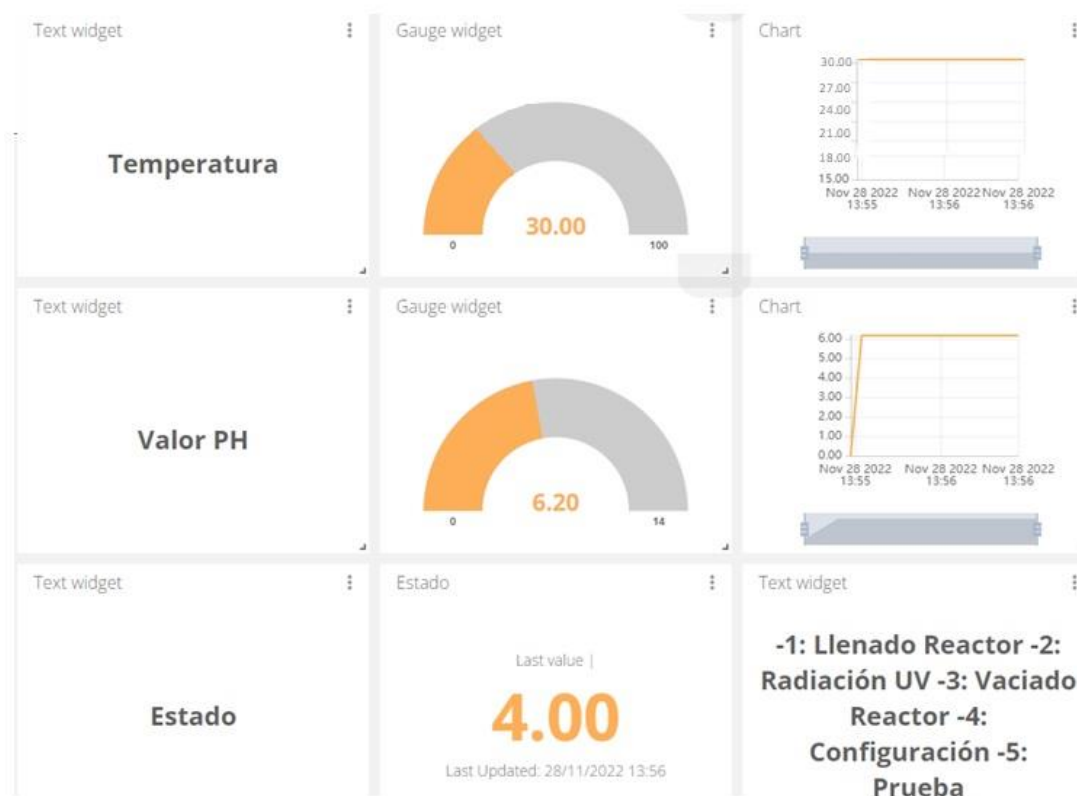 Text widget
Temperatura
Gauge widget
30.00
0
100
Chart
30.00
27.00
24.00
21.00
18.00
15.00
Nov 28 2022 Nov 28 2022 Nov 28 2022
13:55 13:56 13:56
Text widget
Valor PH
Gauge widget
6.20
0
14
Chart
6.00
5.00
4.00
3.00
2.00
1.00
0.00
Nov 28 2022 Nov 28 2022 Nov 28 2022
13:55 13:56 13:56
Text widget
Estado
Estado
Last value |
4.00
Last Updated: 28/11/2022 13:56
Text widget
-1: Llenado Reactor -2:
Radiación UV -3: Vaciado
Reactor -4:
Configuración -5:
Prueba